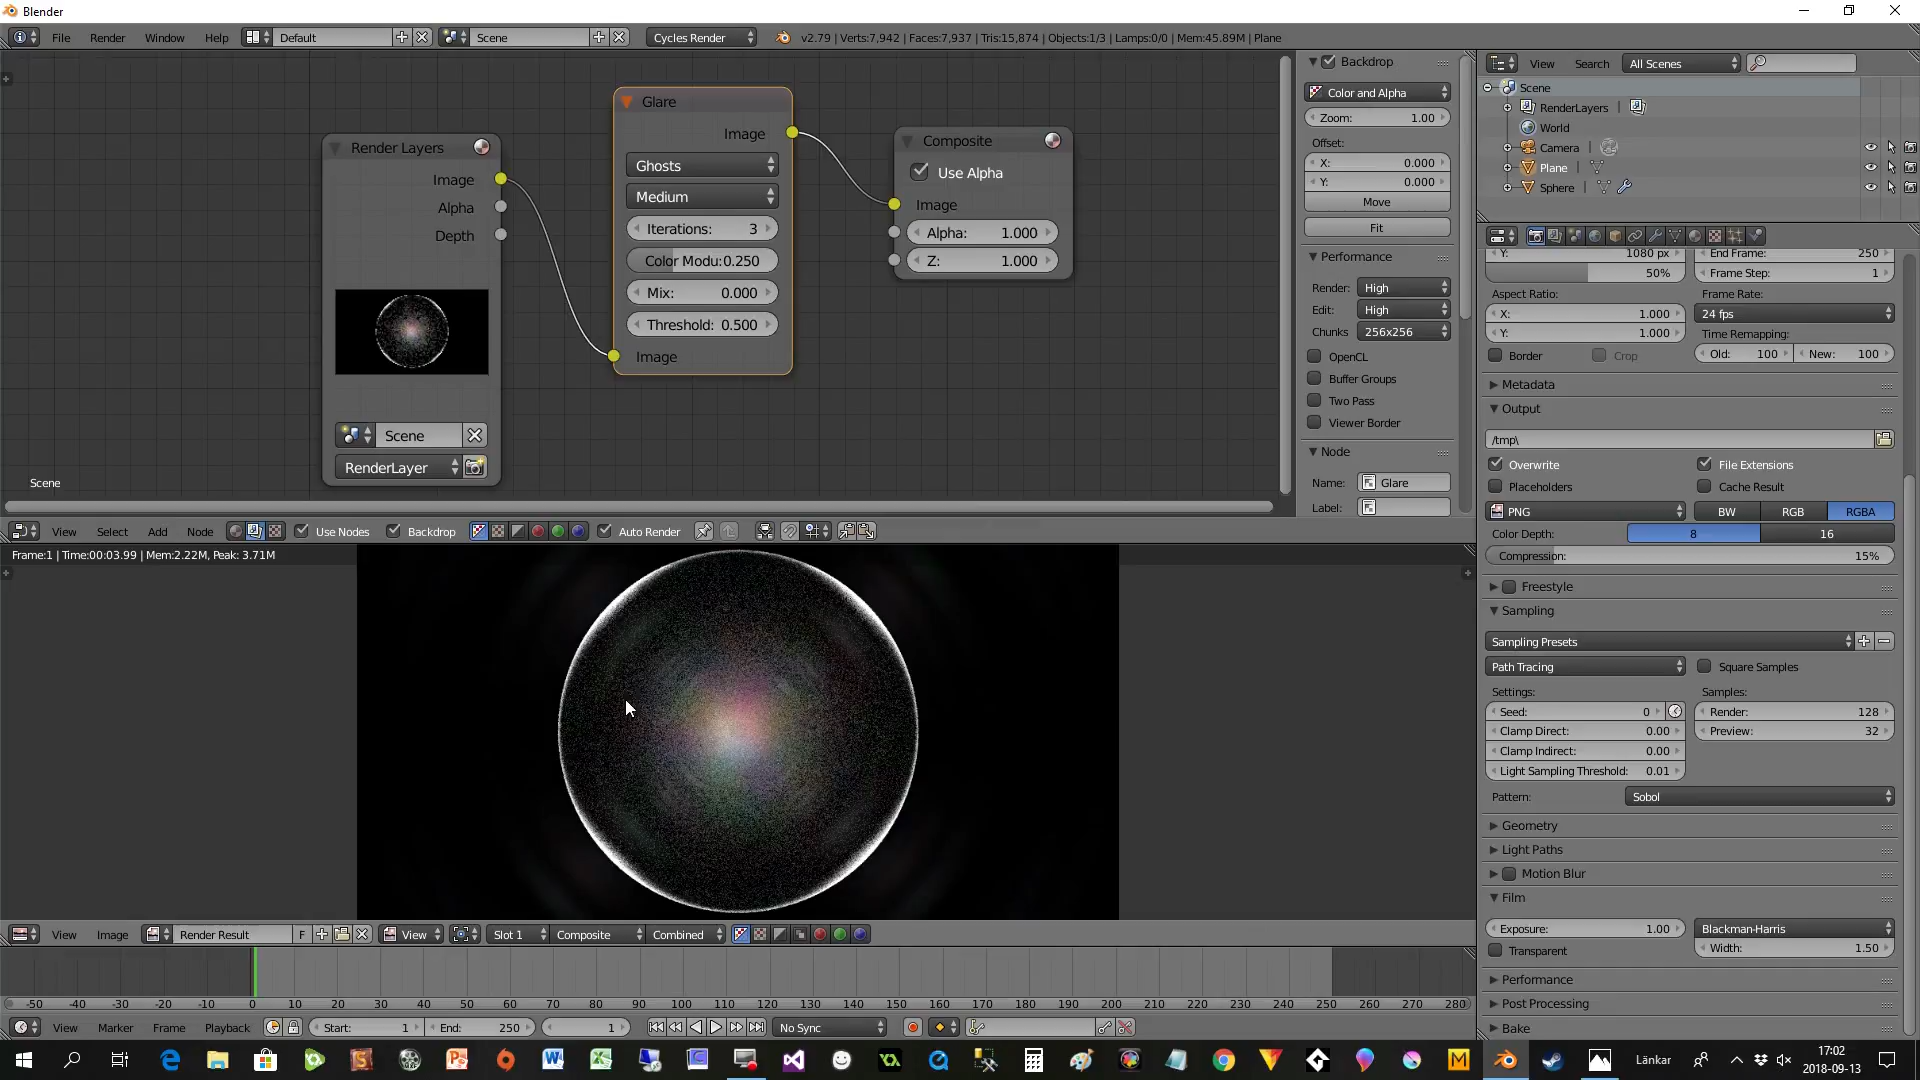 Blender
File Render Window Help Default Scene Cycles Render v2.79 | Verts:7,942 | Faces:7,937 | Tris:15,874 | Objects:1/3 | Lamps:0/0 | Mem:45.89M | Plane
Render Layers
Image
Alpha
Depth
Scene
RenderLayer
Glare
Image
Ghosts
Medium
Iterations: 3
Color Modu:0.250
Mix: 0.000
Threshold: 0.500
Image
Composite
Use Alpha
Image
Alpha: 1.000
Z: 1.000
Scene
Backdrop
Color and Alpha
Zoom: 1.00
Offset:
X: 0.000
Y: 0.000
Move
Fit
Performance
Render: High
Edit: High
Chunks 256x256
OpenCL
Buffer Groups
Two Pass
Viewer Border
Node
Name: Glare
Label:
View Select Add Node Use Nodes Backdrop Auto Render
Frame:1 | Time:00:03.99 | Mem:2.22M, Peak: 3.71M
View Image Render Result F View Slot 1 Composite Combined
-50 -40 -30 -20 -10 0 10 20 30 40 50 60 70 80 90 100 110 120 130 140 150 160 170 180 190 200 210 220 230 240 250 260 270 280
View Marker Frame Playback Start: 1 End: 250 1 No Sync
View Search All Scenes
Scene
RenderLayers
World
Camera
Plane
Sphere
Y: 1080 px End Frame: 250
50% Frame Step: 1
Aspect Ratio: Frame Rate:
X: 1.000 24 fps
Y: 1.000 Time Remapping:
Border Crop Old: 100 New: 100
Metadata
Output
/tmp\
Overwrite File Extensions
Placeholders Cache Result
PNG BW RGB RGBA
Color Depth: 8 16
Compression: 15%
Freestyle
Sampling
Sampling Presets
Path Tracing Square Samples
Settings: Samples:
Seed: 0 Render: 128
Clamp Direct: 0.00 Preview: 32
Clamp Indirect: 0.00
Light Sampling Threshold: 0.01
Pattern: Sobol
Geometry
Light Paths
Motion Blur
Film
Exposure: 1.00 Blackman-Harris
Transparent Width: 1.50
Performance
Post Processing
Bake
Länkar
17:02
2018-09-13